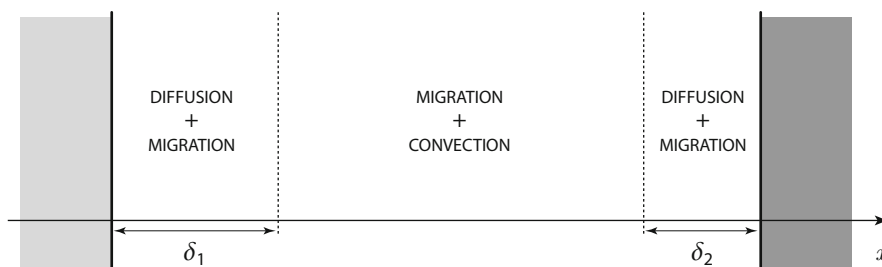 DIFFUSION
+
MIGRATION
MIGRATION
+
CONVECTION
DIFFUSION
+
MIGRATION
δ1
δ2
x